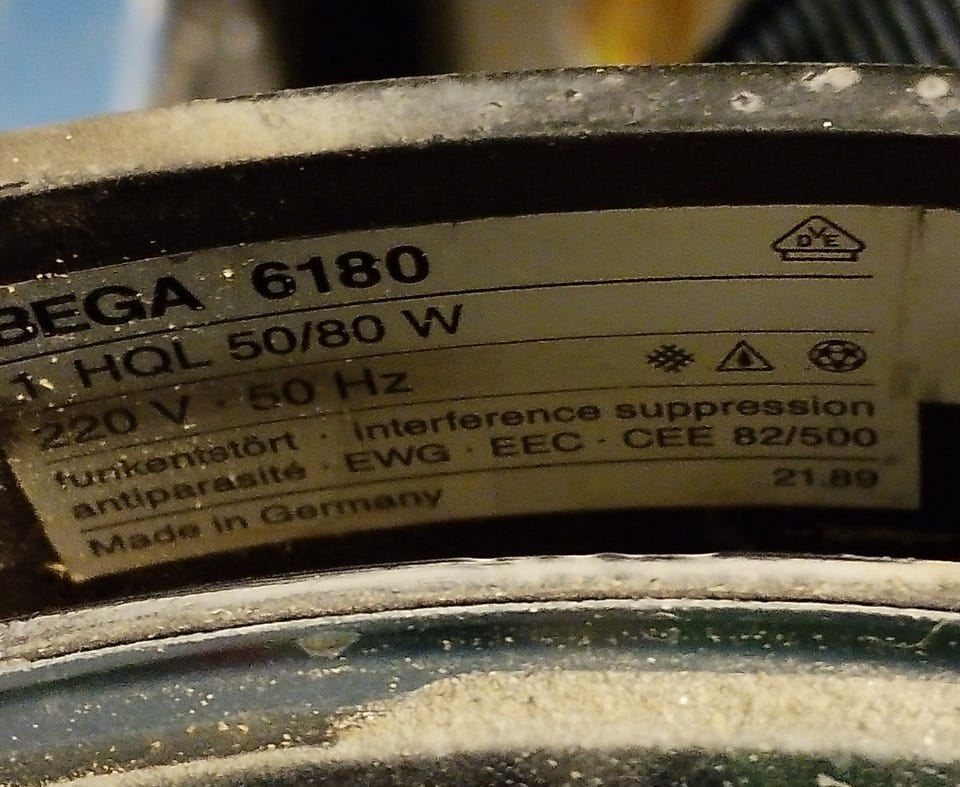 BEGA 6180
DVE
1 HQL 50/80 W
220 V · 50 Hz
funkentstört · interference suppression
antiparasité · EWG · EEC · CEE 82/500
Made in Germany 21.89